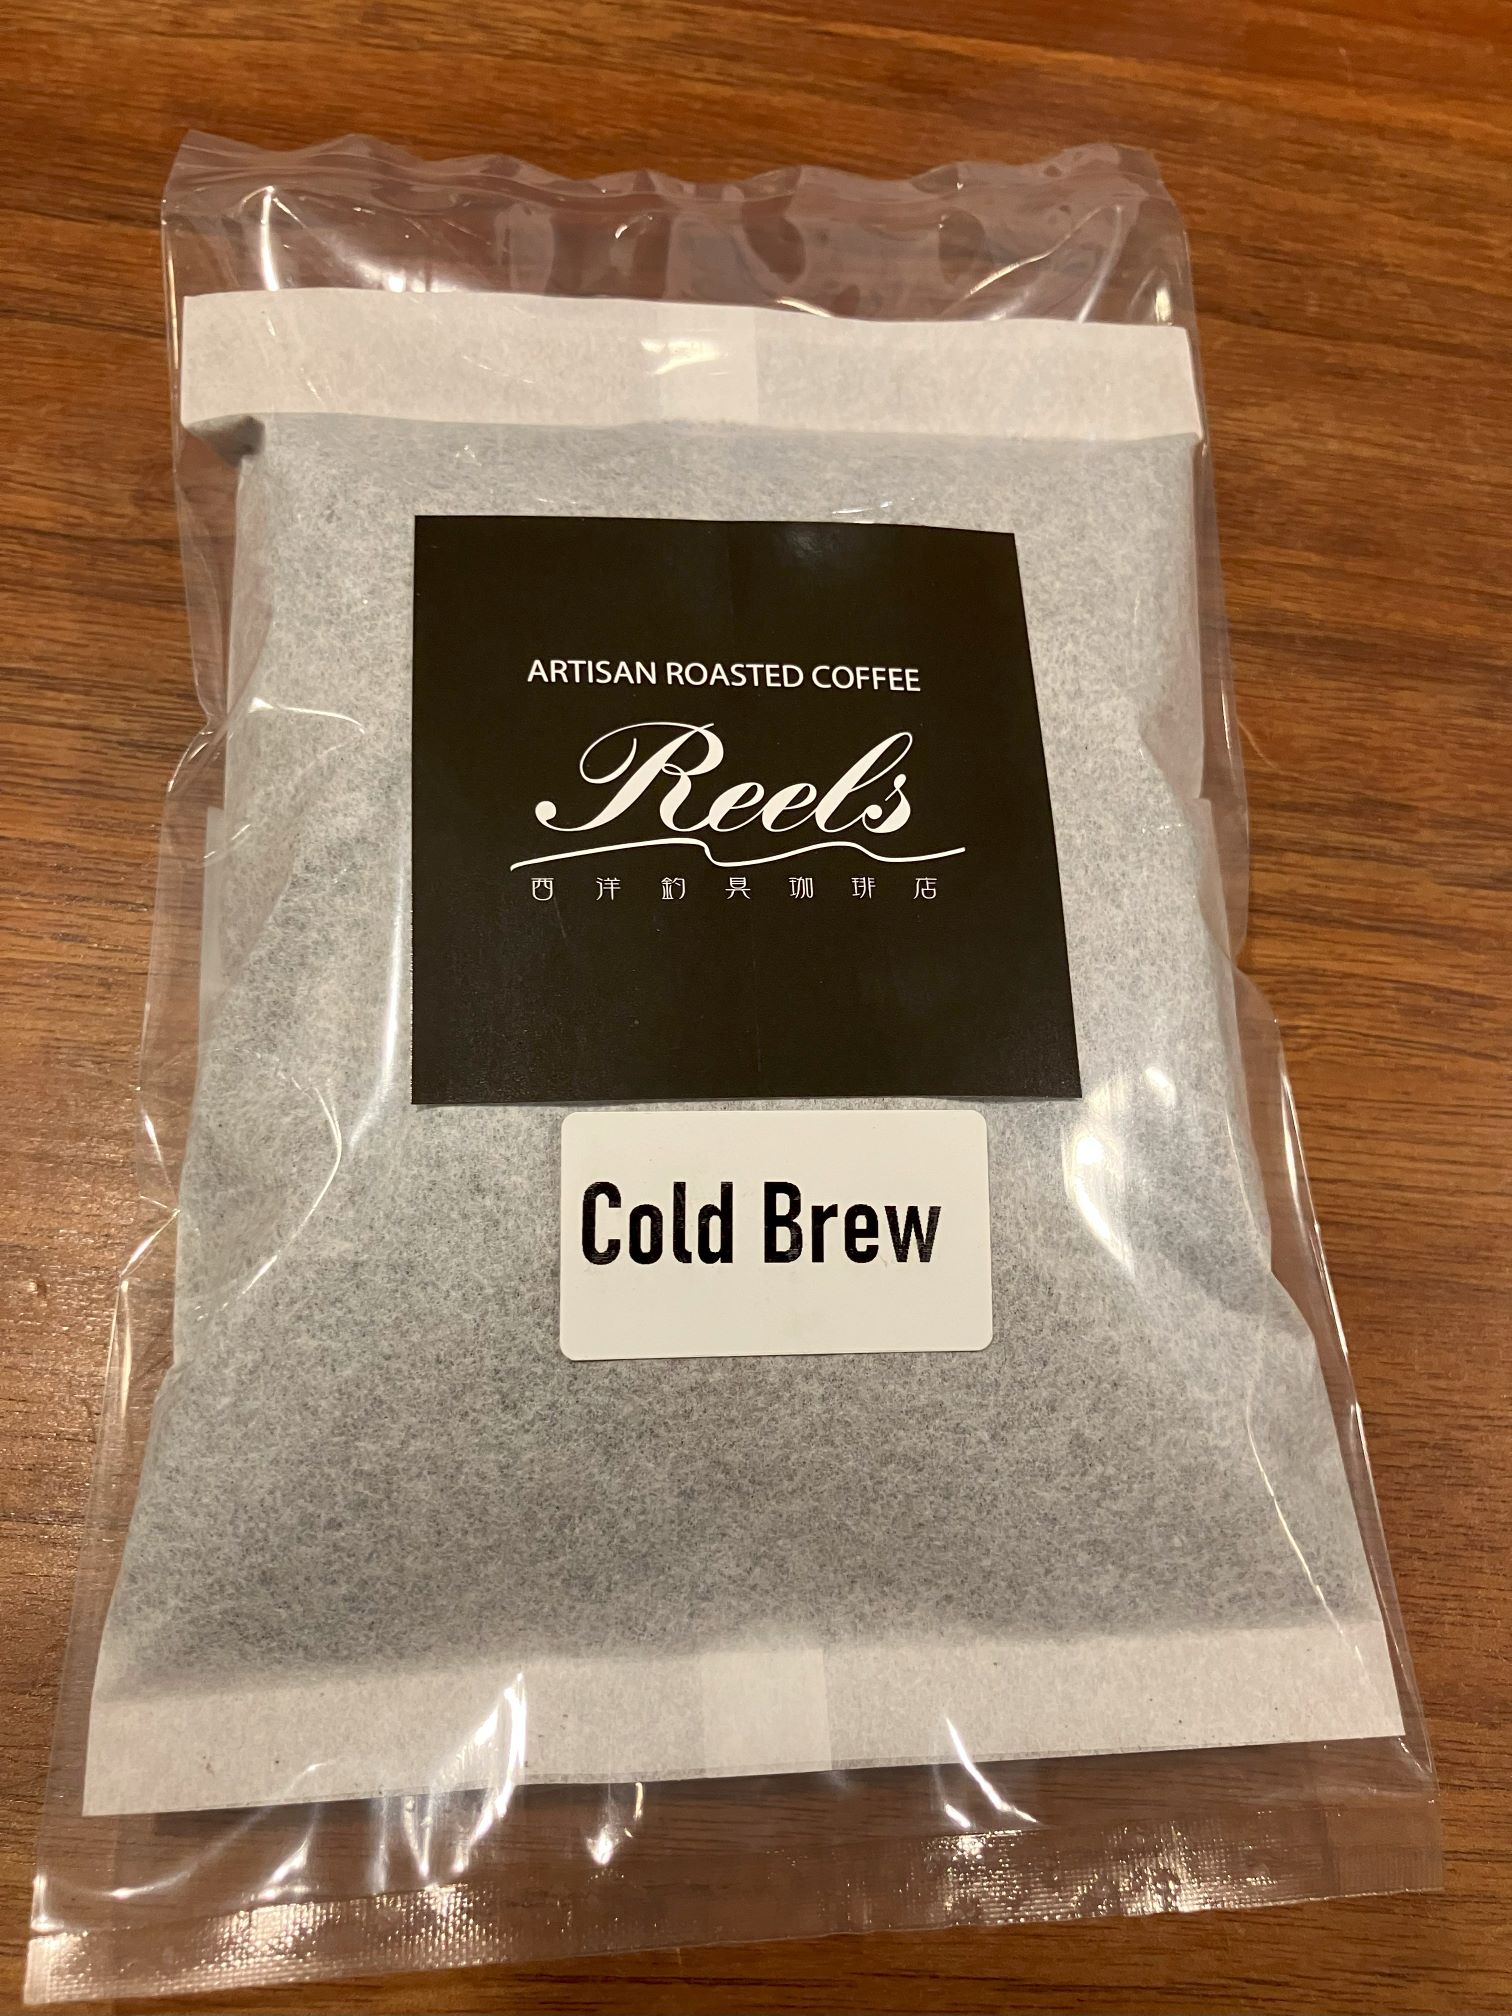 ARTISAN ROASTED COFFEE
Reels
西洋釣具珈琲店
Cold Brew